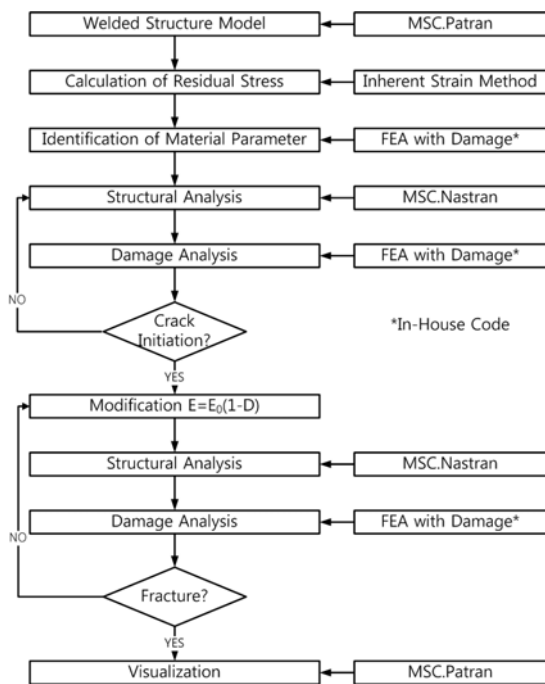 Welded Structure Model
MSC.Patran
Calculation of Residual Stress
Inherent Strain Method
Identification of Material Parameter
FEA with Damage*
Structural Analysis
MSC.Nastran
Damage Analysis
FEA with Damage*
NO
Crack
Initiation?
*In-House Code
YES
Modification E=E₀(1-D)
Structural Analysis
MSC.Nastran
Damage Analysis
FEA with Damage*
NO
Fracture?
YES
Visualization
MSC.Patran